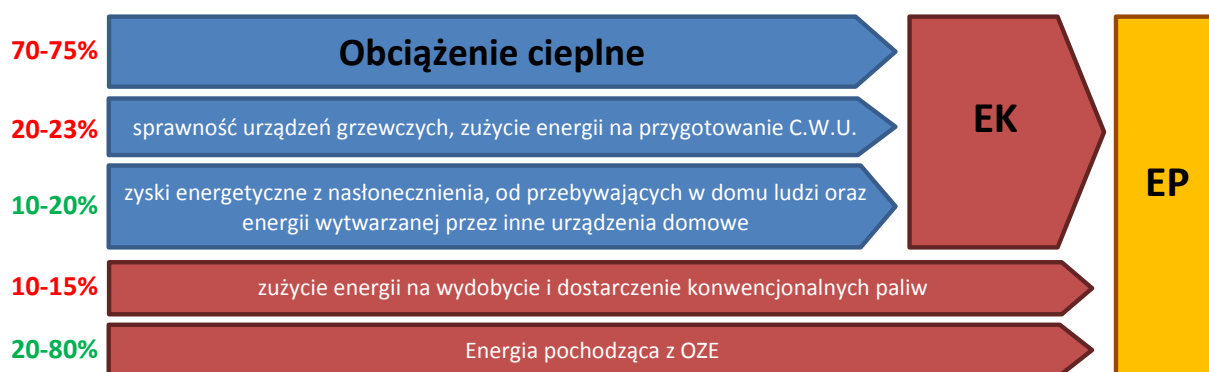 70-75%
Obciążenie cieplne
20-23%
sprawność urządzeń grzewczych, zużycie energii na przygotowanie C.W.U.
EK
10-20%
zyski energetyczne z nasłonecznienia, od przebywających w domu ludzi oraz
energii wytwarzanej przez inne urządzenia domowe
EP
10-15%
zużycie energii na wydobycie i dostarczenie konwencjonalnych paliw
20-80%
Energia pochodząca z OZE